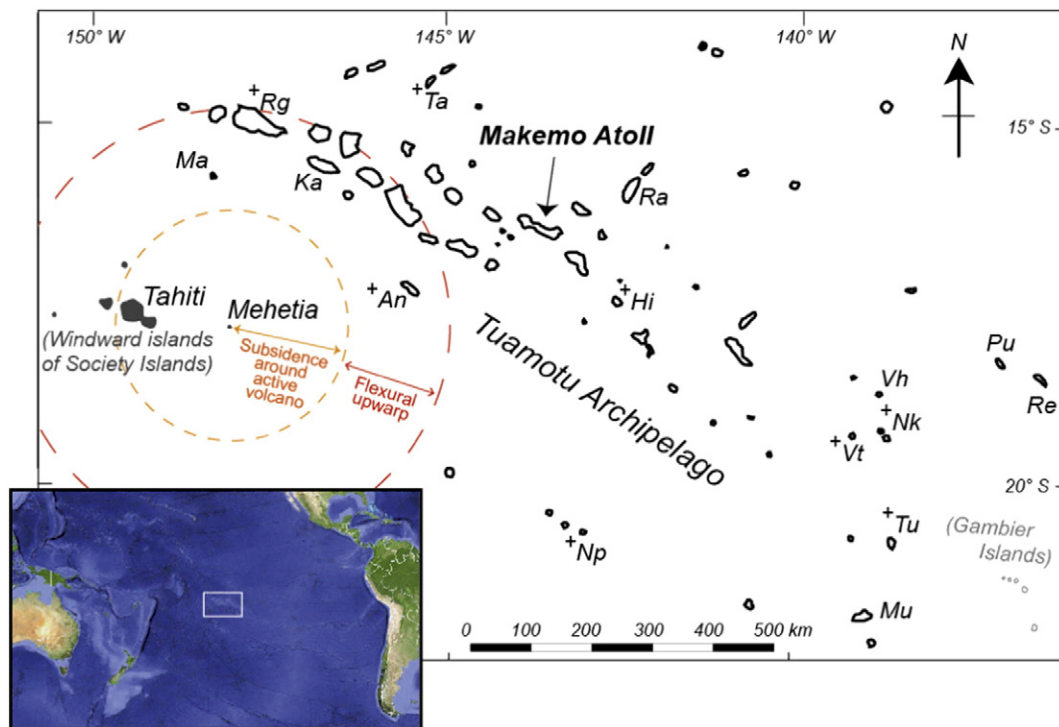 150° W
145° W
140° W
N
+Rg
+Ta
15° S
Makemo Atoll
Ma
Ka
Ra
+An
+
Hi
Tahiti
Mehetia
(Windward islands
of Society Islands)
Subsidence
around
active
volcano
Flexural
upwarp
Tuamotu Archipelago
Pu
Re
Vh
+
Nk
+Vt
20° S
+
Tu
(Gambier
Islands)
+Np
Mu
0 100 200 300 400 500 km